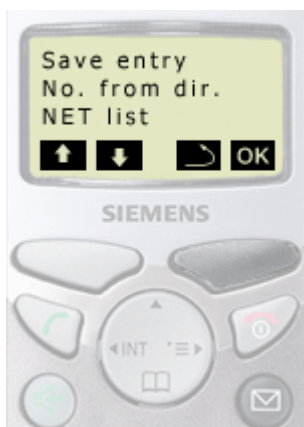 Save entry
No. from dir.
NET list
OK
SIEMENS
INT